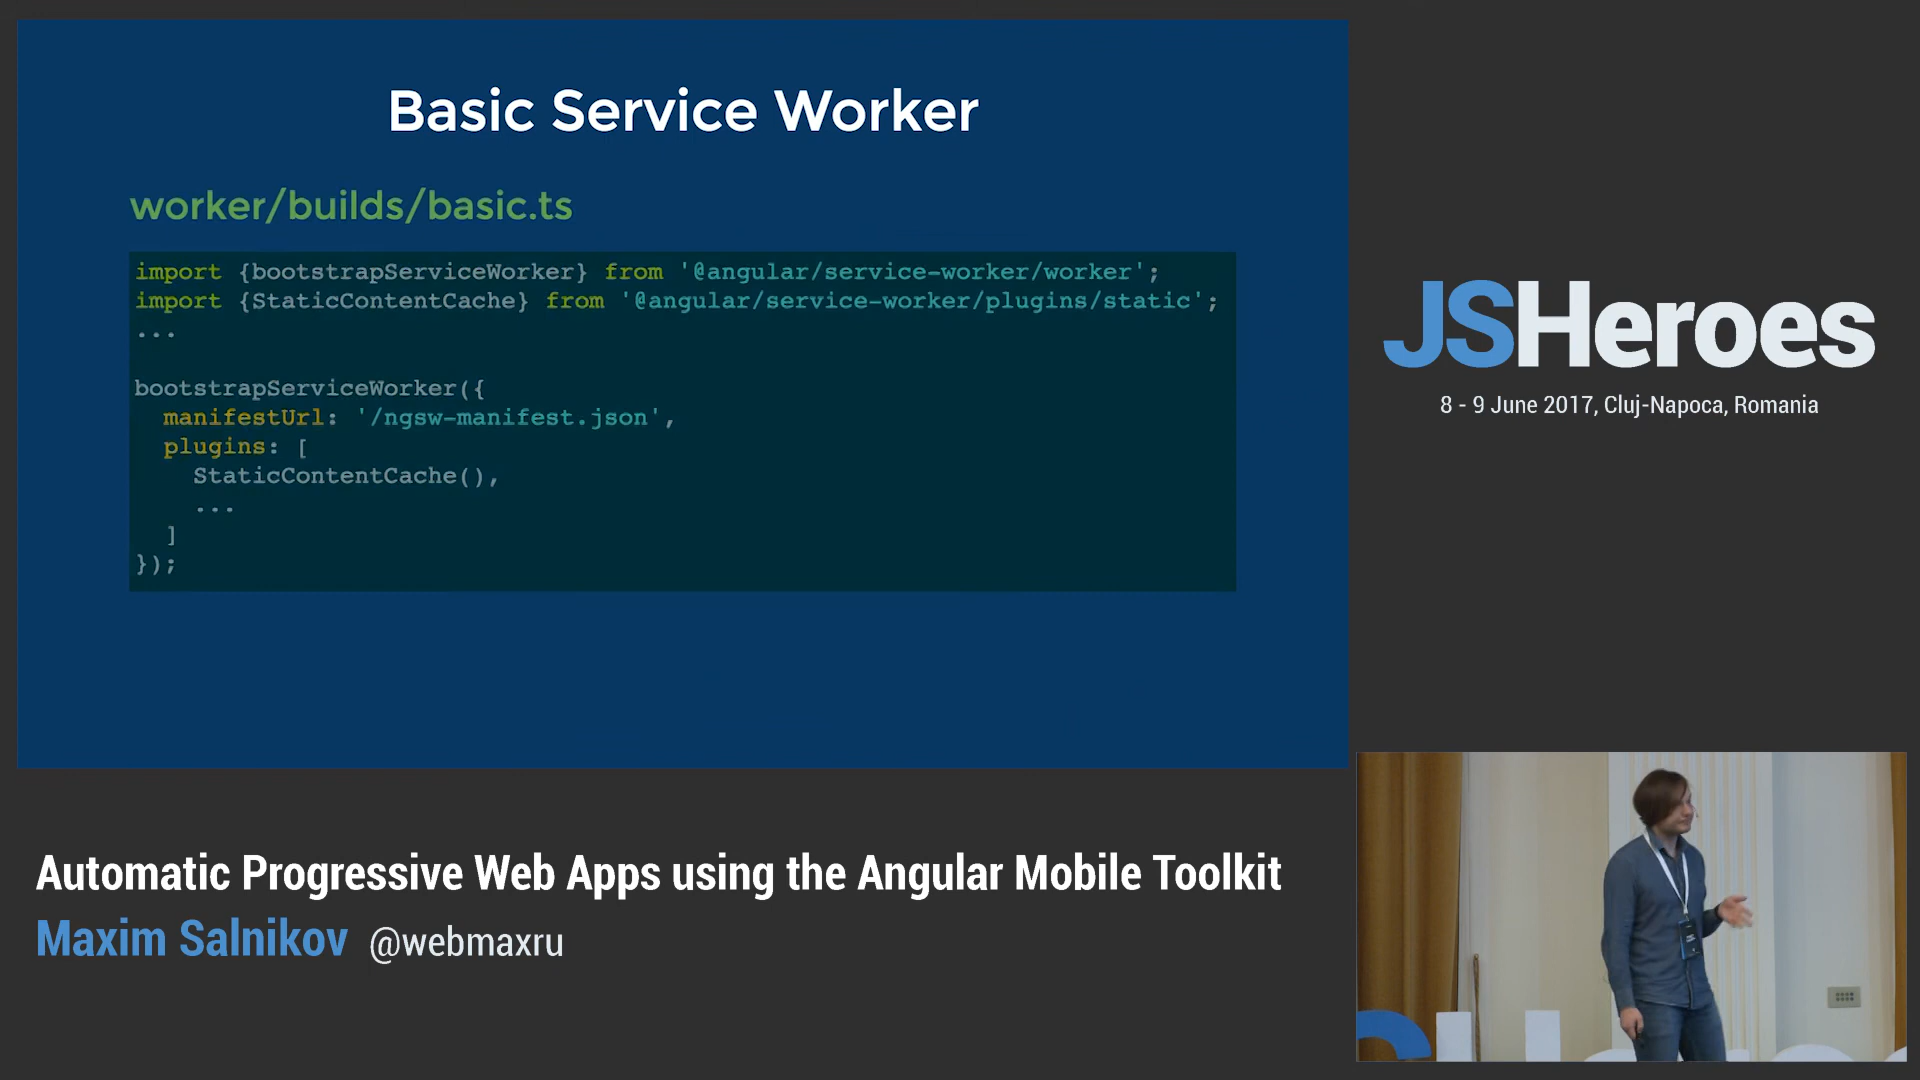 Basic Service Worker
worker/builds/basic.ts
import {bootstrapServiceWorker} from '@angular/service-worker/worker';
import {StaticContentCache} from '@angular/service-worker/plugins/static';
...
bootstrapServiceWorker({
  manifestUrl: '/ngsw-manifest.json',
  plugins: [
    StaticContentCache(),
    ...
  ]
});
JSHeroes
8 - 9 June 2017, Cluj-Napoca, Romania
Automatic Progressive Web Apps using the Angular Mobile Toolkit
Maxim Salnikov @webmaxru